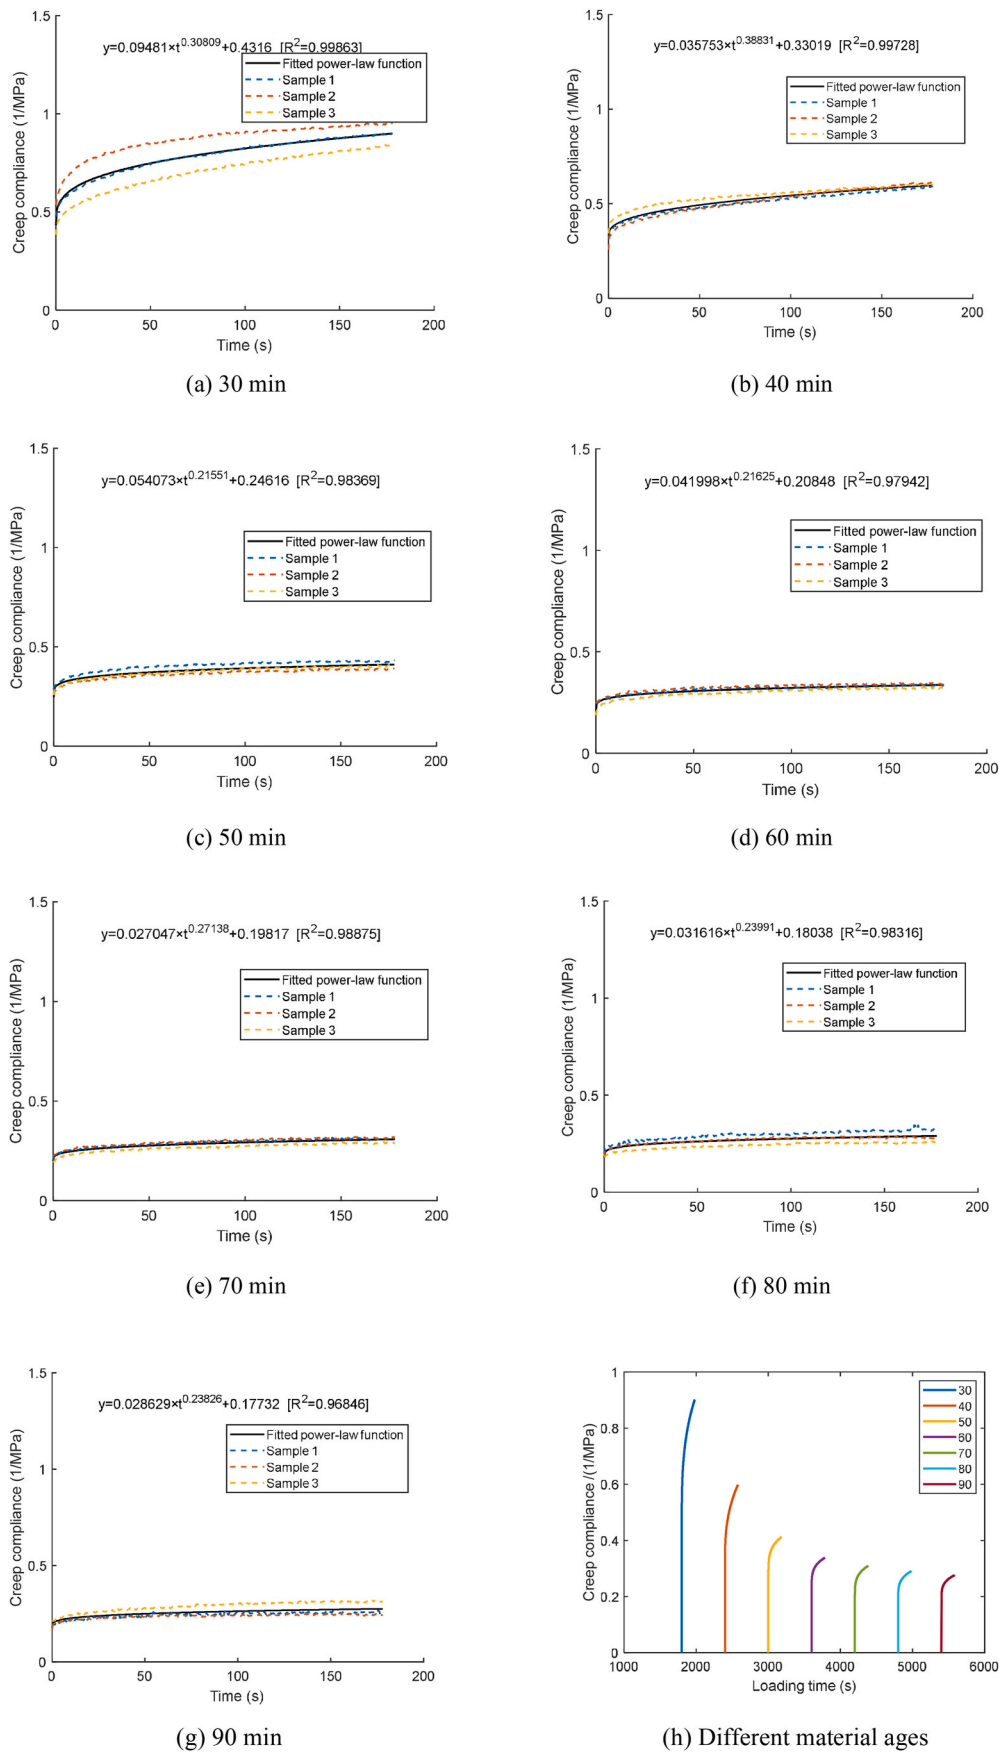 y=0.09481×t^0.30809+0.4316 [R^2=0.99863]
Fitted power-law function
Sample 1
Sample 2
Sample 3
Creep compliance (1/MPa)
1.5
1
0.5
0
0 50 100 150 200
Time (s)
(a) 30 min
y=0.035753×t^0.38831+0.33019 [R^2=0.99728]
Fitted power-law function
Sample 1
Sample 2
Sample 3
Creep compliance (1/MPa)
1.5
1
0.5
0
0 50 100 150 200
Time (s)
(b) 40 min
y=0.054073×t^0.21551+0.24616 [R^2=0.98369]
Fitted power-law function
Sample 1
Sample 2
Sample 3
Creep compliance (1/MPa)
1.5
1
0.5
0
0 50 100 150 200
Time (s)
(c) 50 min
y=0.041998×t^0.21625+0.20848 [R^2=0.97942]
Fitted power-law function
Sample 1
Sample 2
Sample 3
Creep compliance (1/MPa)
1.5
1
0.5
0
0 50 100 150 200
Time (s)
(d) 60 min
y=0.027047×t^0.27138+0.19817 [R^2=0.98875]
Fitted power-law function
Sample 1
Sample 2
Sample 3
Creep compliance (1/MPa)
1.5
1
0.5
0
0 50 100 150 200
Time (s)
(e) 70 min
y=0.031616×t^0.23991+0.18038 [R^2=0.98316]
Fitted power-law function
Sample 1
Sample 2
Sample 3
Creep compliance (1/MPa)
1.5
1
0.5
0
0 50 100 150 200
Time (s)
(f) 80 min
y=0.028629×t^0.23826+0.17732 [R^2=0.96846]
Fitted power-law function
Sample 1
Sample 2
Sample 3
Creep compliance (1/MPa)
1.5
1
0.5
0
0 50 100 150 200
Time (s)
(g) 90 min
30
40
50
60
70
80
90
Creep compliance /(1/MPa)
1
0.8
0.6
0.4
0.2
0
1000 2000 3000 4000 5000 6000
Loading time (s)
(h) Different material ages